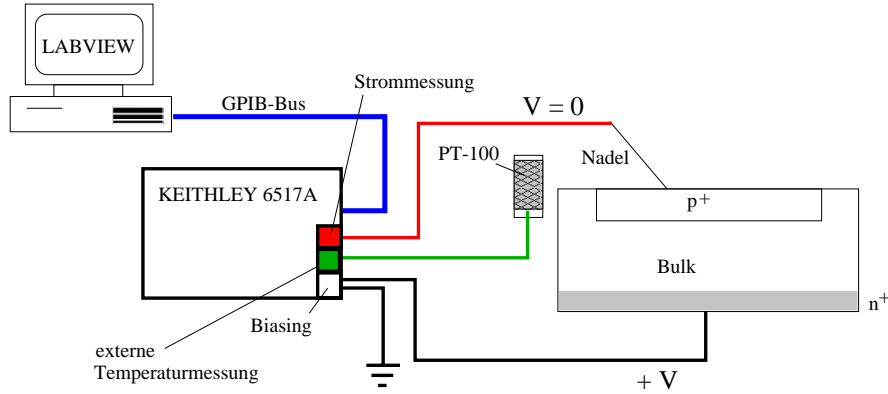 LABVIEW
Strommessung
GPIB-Bus
V = 0
PT-100
Nadel
KEITHLEY 6517A
p+
Bulk
n+
Biasing
externe
Temperaturmessung
+ V